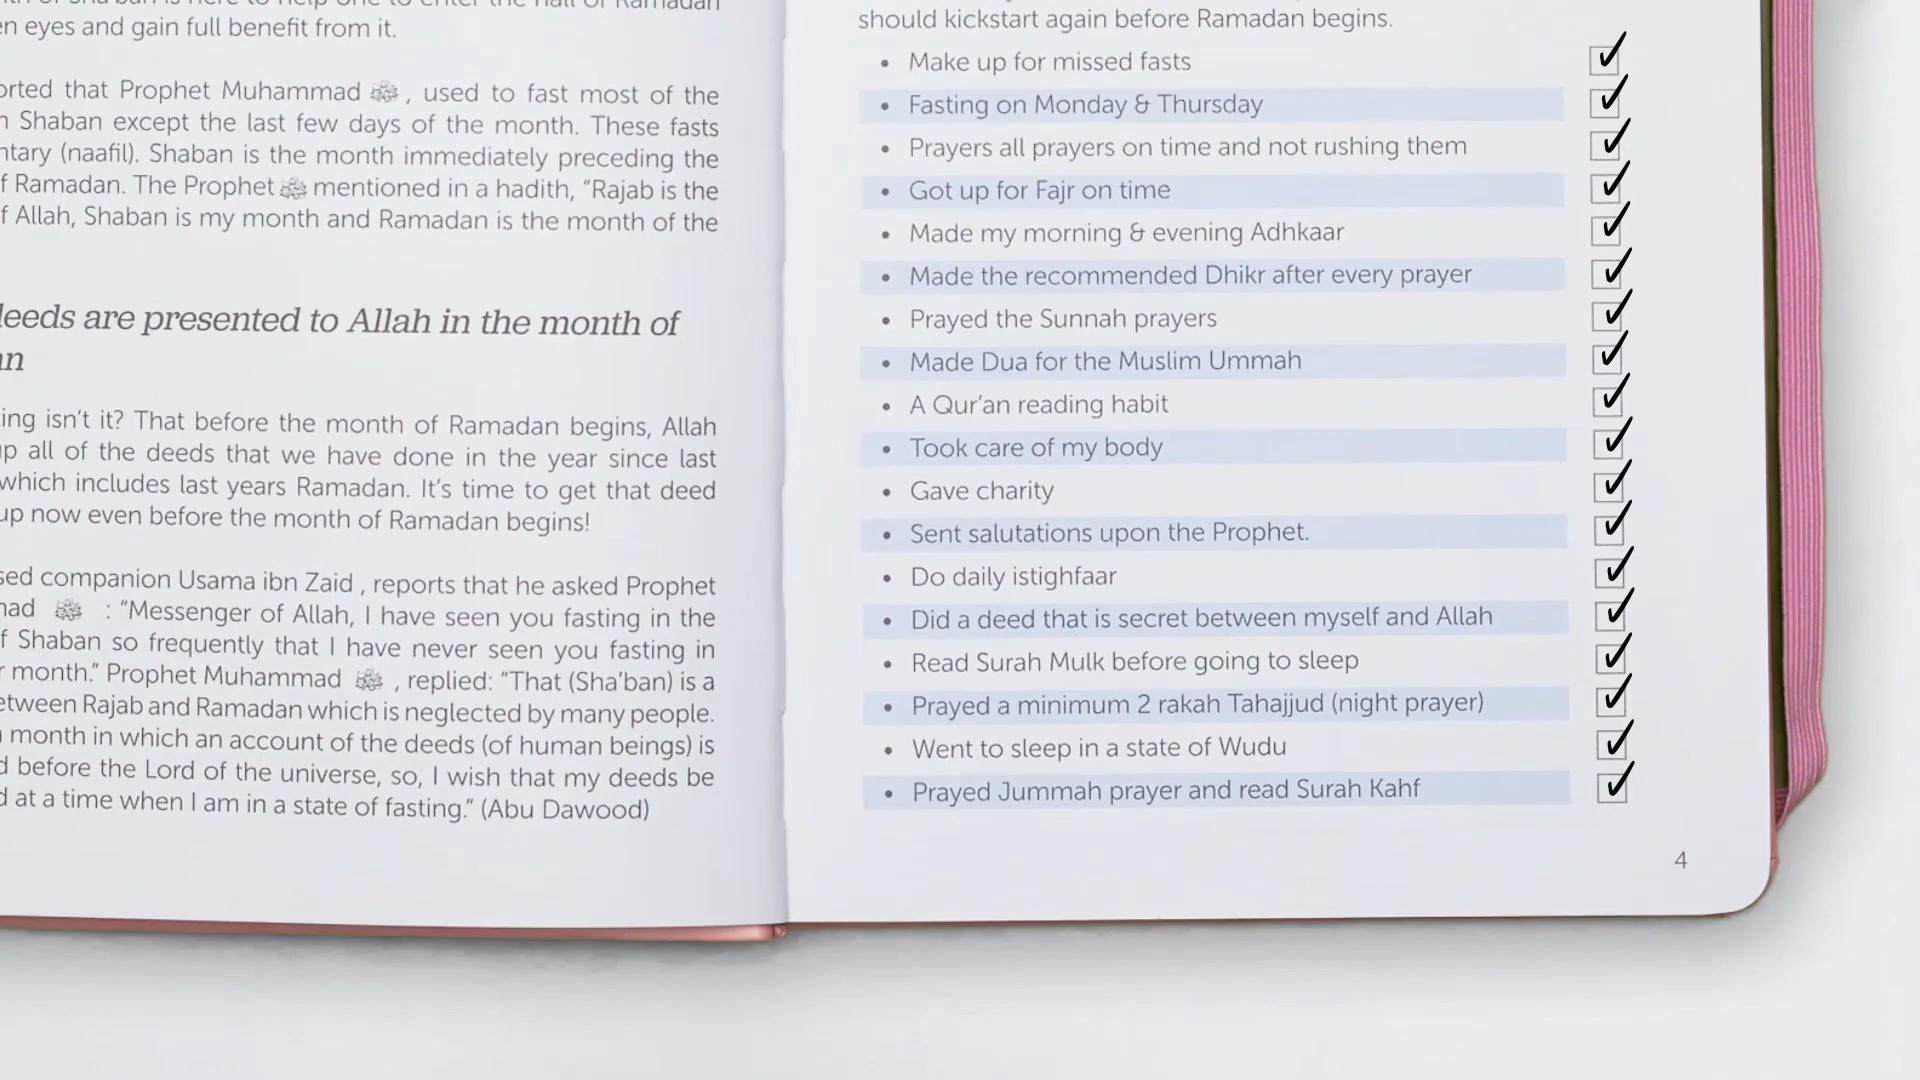 en eyes and gain full benefit from it.
orted that Prophet Muhammad ﷺ, used to fast most of the
n Shaban except the last few days of the month. These fasts
ntary (naafil). Shaban is the month immediately preceding the
f Ramadan. The Prophet ﷺ mentioned in a hadith, “Rajab is the
f Allah, Shaban is my month and Ramadan is the month of the
deeds are presented to Allah in the month of
an
ing isn’t it? That before the month of Ramadan begins, Allah
up all of the deeds that we have done in the year since last
which includes last years Ramadan. It’s time to get that deed
up now even before the month of Ramadan begins!
sed companion Usama ibn Zaid , reports that he asked Prophet
mad ﷺ : “Messenger of Allah, I have seen you fasting in the
f Shaban so frequently that I have never seen you fasting in
r month.” Prophet Muhammad ﷺ , replied: “That (Sha’ban) is a
etween Rajab and Ramadan which is neglected by many people.
a month in which an account of the deeds (of human beings) is
d before the Lord of the universe, so, I wish that my deeds be
d at a time when I am in a state of fasting.” (Abu Dawood)
should kickstart again before Ramadan begins.
• Make up for missed fasts
• Fasting on Monday & Thursday
• Prayers all prayers on time and not rushing them
• Got up for Fajr on time
• Made my morning & evening Adhkaar
• Made the recommended Dhikr after every prayer
• Prayed the Sunnah prayers
• Made Dua for the Muslim Ummah
• A Qur’an reading habit
• Took care of my body
• Gave charity
• Sent salutations upon the Prophet.
• Do daily istighfaar
• Did a deed that is secret between myself and Allah
• Read Surah Mulk before going to sleep
• Prayed a minimum 2 rakah Tahajjud (night prayer)
• Went to sleep in a state of Wudu
• Prayed Jummah prayer and read Surah Kahf
4